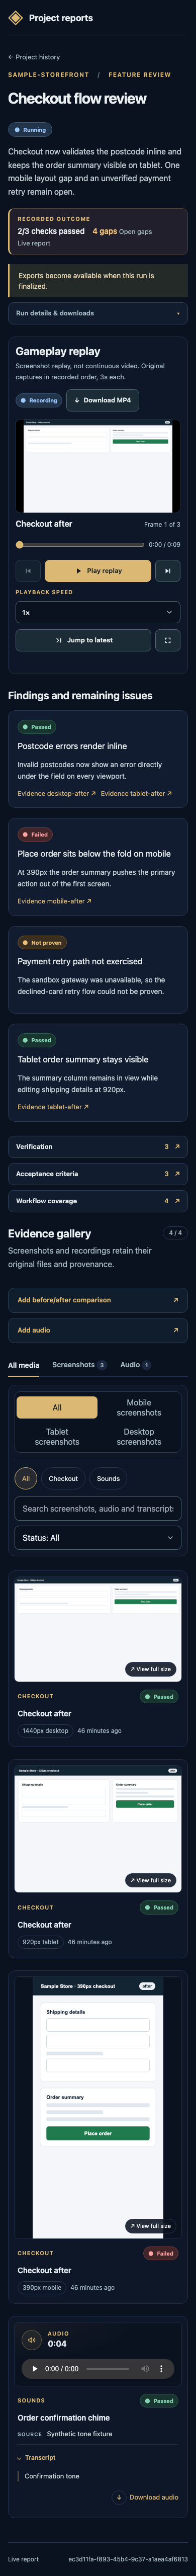 Project reports
← Project history
SAMPLE-STOREFRONT / FEATURE REVIEW
Checkout flow review
Running
Checkout now validates the postcode inline and
keeps the order summary visible on tablet. One
mobile layout gap and an unverified payment
retry remain open.
RECORDED OUTCOME
2/3 checks passed 4 gaps Open gaps
Live report
Exports become available when this run is
finalized.
Run details & downloads
Gameplay replay
Screenshot replay, not continuous video. Original
captures in recorded order, 3s each.
Recording
↓ Download MP4
Checkout after
Frame 1 of 3
0:00 / 0:09
Play replay
PLAYBACK SPEED
1×
Jump to latest
Findings and remaining issues
Passed
Postcode errors render inline
Invalid postcodes now show an error directly
under the field on every viewport.
Evidence desktop-after ↗ Evidence tablet-after ↗
Failed
Place order sits below the fold on mobile
At 390px the order summary pushes the primary
action out of the first screen.
Evidence mobile-after ↗
Not proven
Payment retry path not exercised
The sandbox gateway was unavailable, so the
declined-card retry flow could not be proven.
Passed
Tablet order summary stays visible
The summary column remains in view while
editing shipping details at 920px.
Evidence tablet-after ↗
Verification 3 ↗
Acceptance criteria 3 ↗
Workflow coverage 4 ↗
Evidence gallery
4 / 4
Screenshots and recordings retain their
original files and provenance.
Add before/after comparison ↗
Add audio ↗
All media Screenshots 3 Audio 1
All
Mobile
screenshots
Tablet
screenshots
Desktop
screenshots
All Checkout Sounds
Search screenshots, audio and transcripts
Status: All
↗ View full size
CHECKOUT
Passed
Checkout after
1440px desktop 46 minutes ago
Sample Store · 920px checkout
after
Shipping details
Order summary
Place order
↗ View full size
CHECKOUT
Passed
Checkout after
920px tablet 46 minutes ago
Sample Store · 390px checkout
after
Shipping details
Order summary
Place order
↗ View full size
CHECKOUT
Failed
Checkout after
390px mobile 46 minutes ago
AUDIO
0:04
0:00 / 0:00
SOUNDS
Passed
Order confirmation chime
SOURCE Synthetic tone fixture
Transcript
Confirmation tone
↓ Download audio
Live report